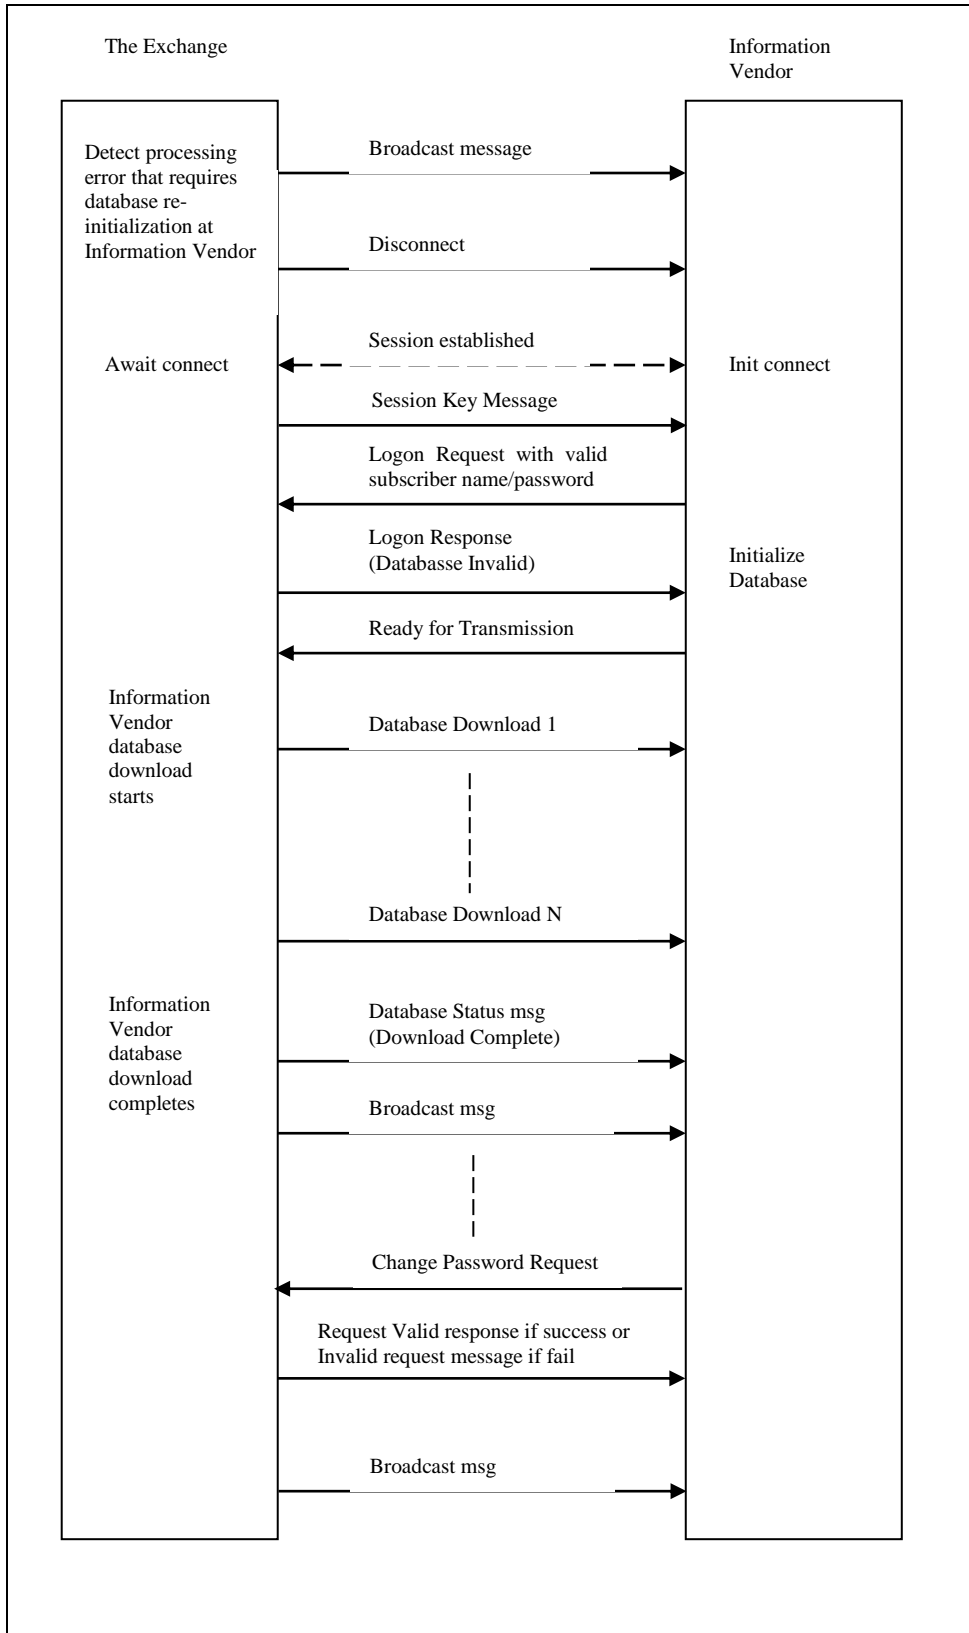 The Exchange
Information
Vendor
Detect processing
error that requires
database re-
initialization at
Information Vendor
Broadcast message
Disconnect
Session established
Await connect
Init connect
Session Key Message
Logon Request with valid
subscriber name/password
Logon Response
(Databasse Invalid)
Initialize
Database
Ready for Transmission
Information
Vendor
database
download
starts
Database Download 1
Database Download N
Information
Vendor
database
download
completes
Database Status msg
(Download Complete)
Broadcast msg
Change Password Request
Request Valid response if success or
Invalid request message if fail
Broadcast msg